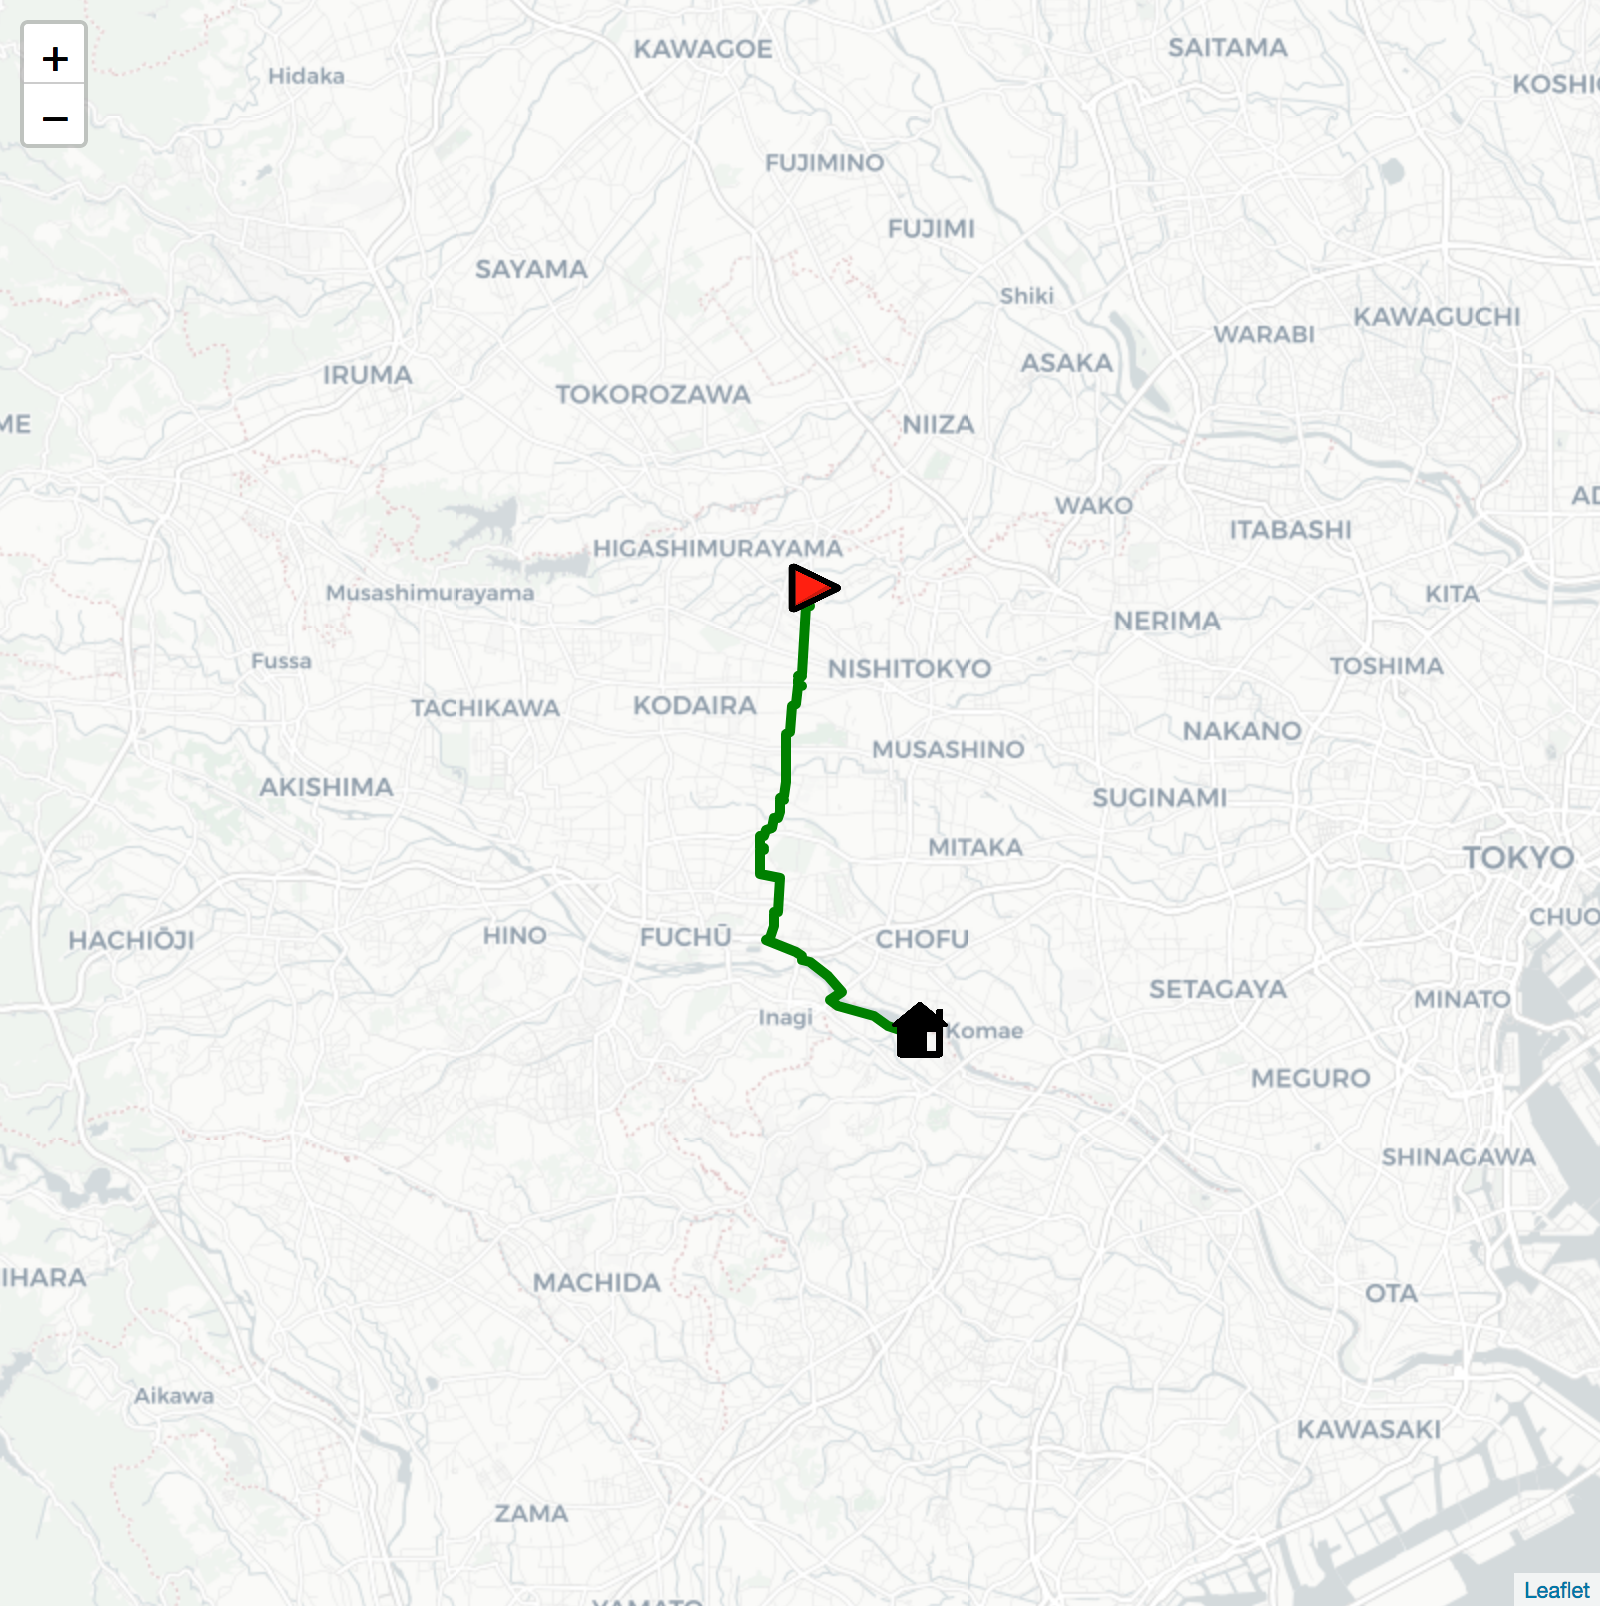 +
−
KAWAGOE
SAITAMA
Hidaka
KOSHIG
FUJIMINO
FUJIMI
SAYAMA
Shiki
KAWAGUCHI
WARABI
ASAKA
IRUMA
TOKOROZAWA
ME
NIIZA
AD
WAKO
ITABASHI
HIGASHIMURAYAMA
Musashimurayama
KITA
NERIMA
Fussa
NISHITOKYO
TOSHIMA
TACHIKAWA
KODAIRA
NAKANO
MUSASHINO
AKISHIMA
SUGINAMI
MITAKA
TOKYO
CHUO
HACHIŌJI
HINO
FUCHŪ
CHOFU
SETAGAYA
MINATO
Inagi
Komae
MEGURO
SHINAGAWA
IHARA
MACHIDA
OTA
Aikawa
KAWASAKI
ZAMA
YAMATO
Leaflet